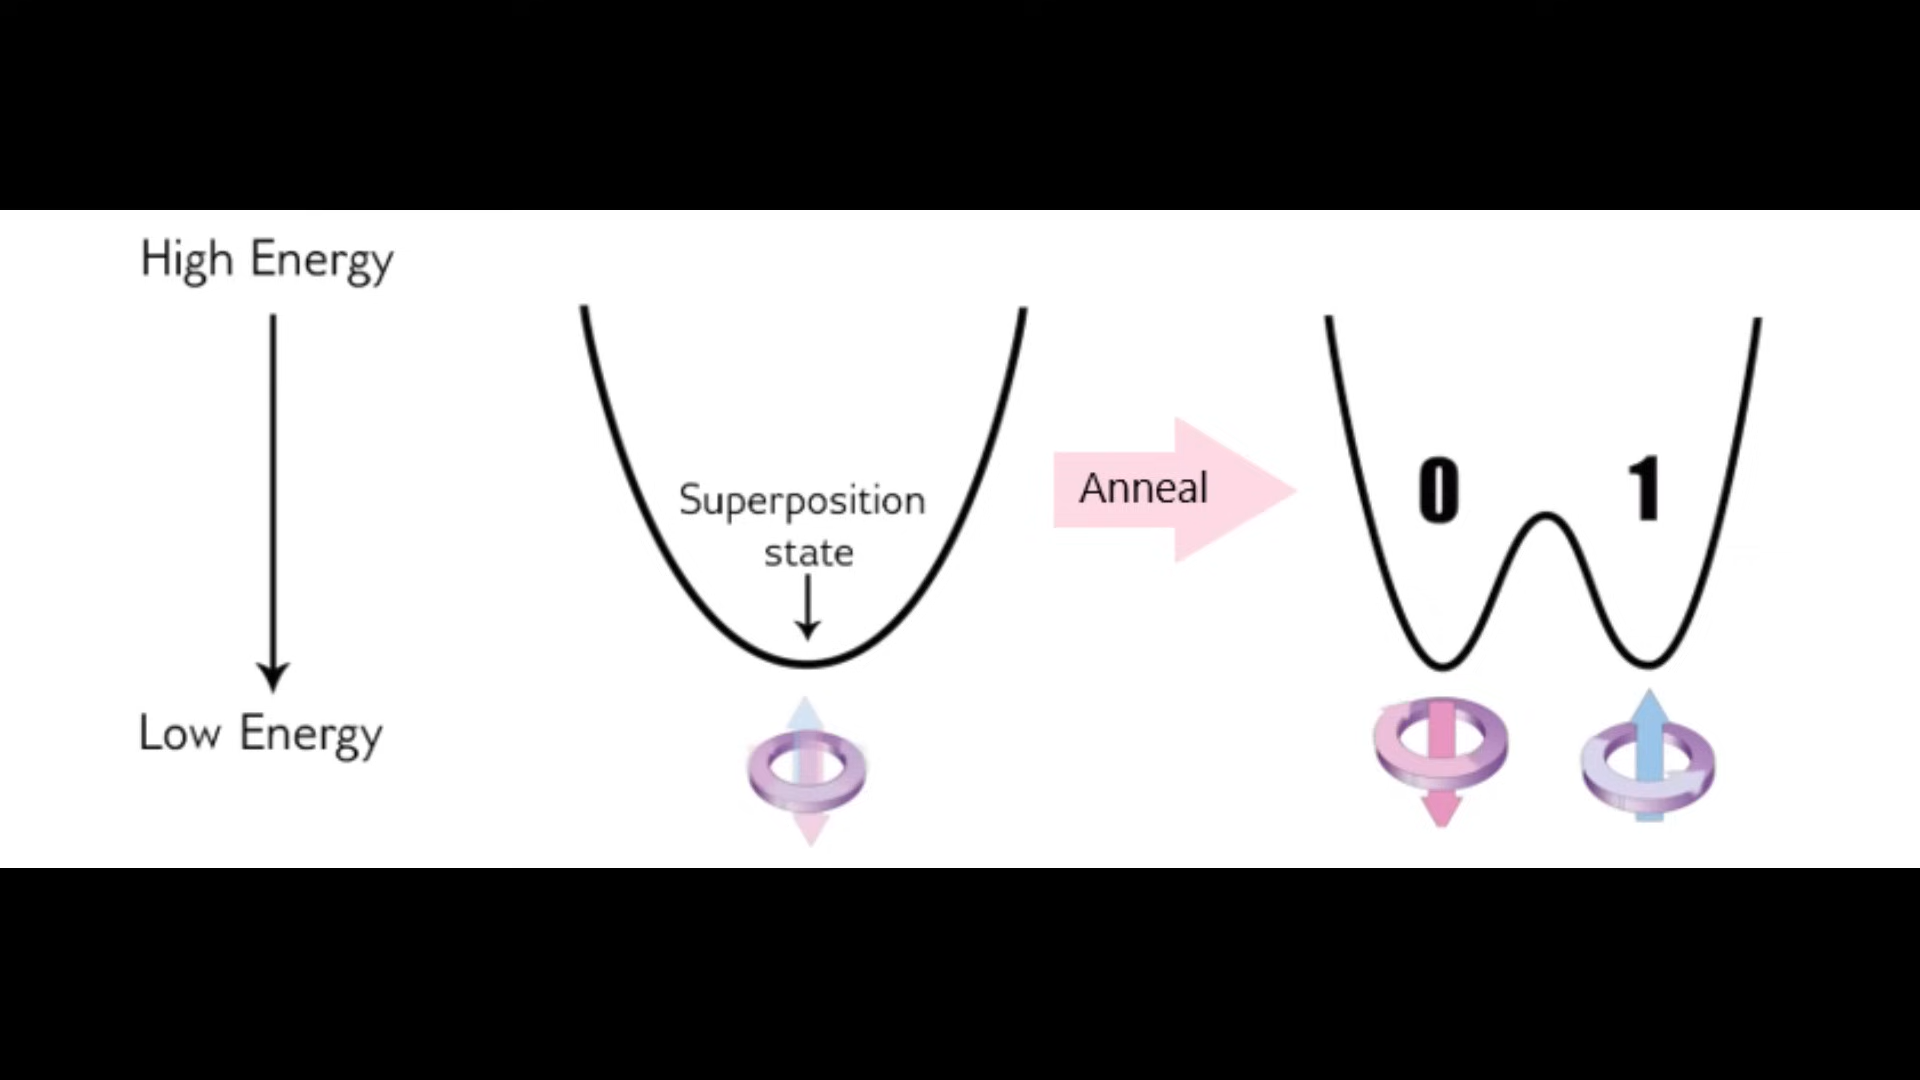 High Energy
Superposition
state
Anneal
0 1
Low Energy